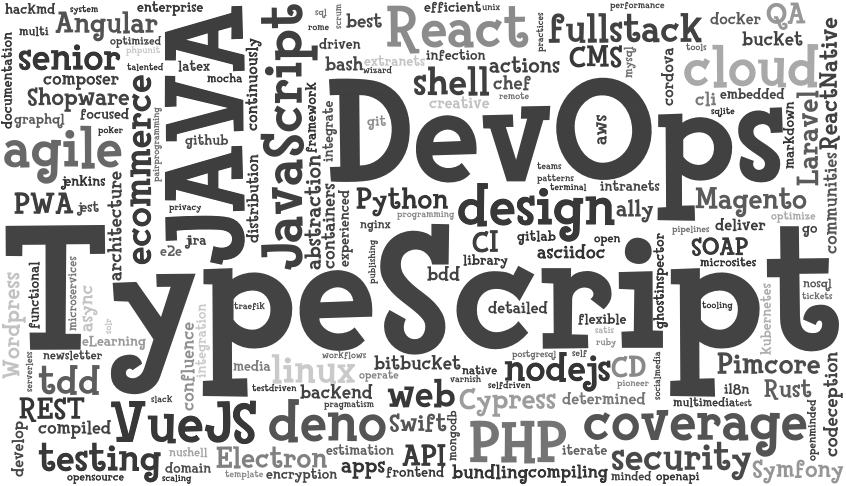 hackmd
system
enterprise
multi
Angular
optimized
phpunit
documentation
senior
talented
latex
mocha
composer
Shopware
graphql
focused
poker
agile
jenkins
PWA
jest
architecture
ecommerce
pairprogramming
JAVA
github
privacy
jira
e2e
continuously
distribution
JavaScript
sql
rome
scrum
driven
best
efficient
unix
React
practices
performance
fullstack
CMS
mysql
docker
QA
bucket
tools
cloud
cordova
cli
embedded
sqlite
bash
extranets
wizard
infection
actions
shell
chef
creative
remote
framework
integrate
git
DevOps
aws
markdown
Laravel
ReactNative
communities
abstraction
containers
experienced
Python
programming
nginx
publishing
teams
patterns
terminal
intranets
design
ally
Magento
optimize
pipelines
deliver
go
CI
library
gitlab
open
asciidoc
SOAP
microsites
bdd
TypeScript
Wordpress
functional
microservices
async
solr
eLearning
traefik
detailed
flexible
satis
ruby
ghostinspector
tooling
kubernetes
nosql
tickets
serverless
newsletter
tdd
confluence
integration
media
linux
workflows
operate
bitbucket
native
varnish
postgresql
self
nodejs
CD
pioneer
socialmedia
Pimcore
i18n
Rust
codeception
REST
compiled
slack
VueJS
testdriven
backend
pragmatism
deno
web
selfdriven
Swift
Cypress
determined
multimedia
test
coverage
openminded
develop
testing
opensource
nushell
domain
scaling
Electron
template
encryption
estimation
apps
API
frontend
mongodb
PHP
iterate
bundling
compiling
security
minded
openapi
Symfony